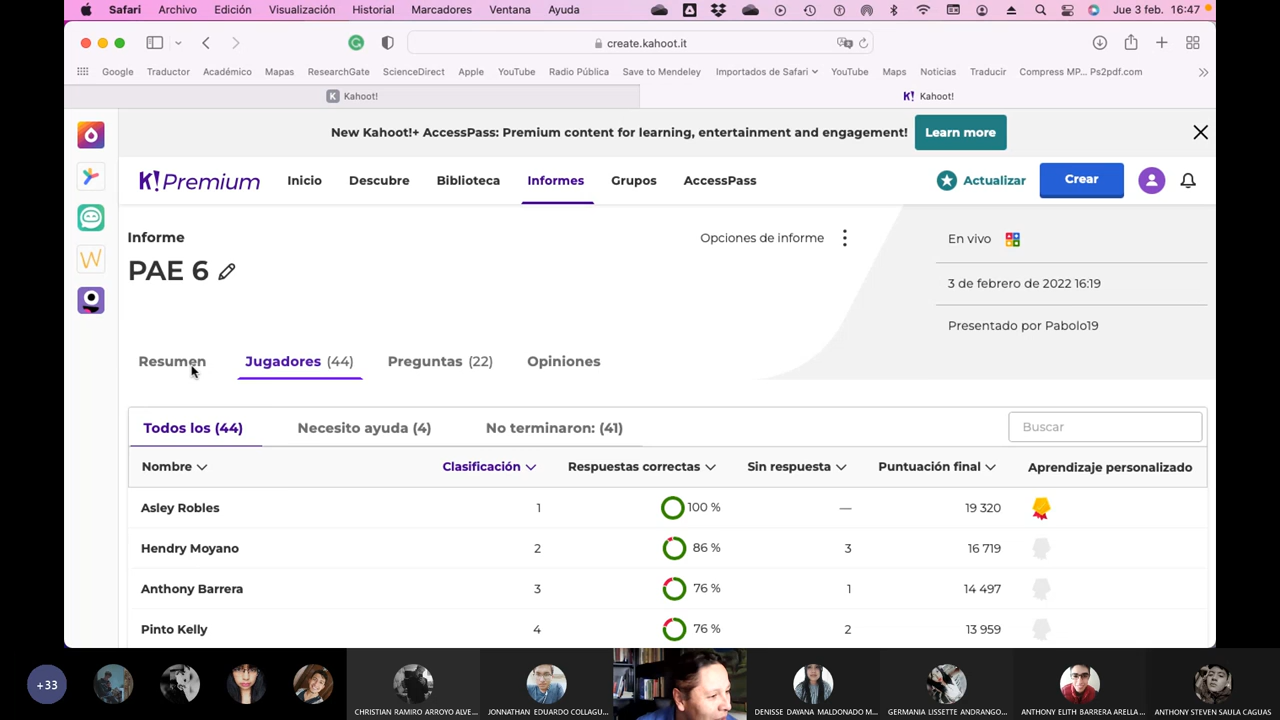 Safari Archivo Edición Visualización Historial Marcadores Ventana Ayuda Jue 3 feb. 16:47
create.kahoot.it
Google Traductor Académico Mapas ResearchGate ScienceDirect Apple YouTube Radio Pública Save to Mendeley Importados de Safari YouTube Maps Noticias Traducir Compress MP... Ps2pdf.com
K Kahoot! K! Kahoot!
New Kahoot!+ AccessPass: Premium content for learning, entertainment and engagement! Learn more
K!Premium Inicio Descubre Biblioteca Informes Grupos AccessPass Actualizar Crear
Informe Opciones de informe En vivo
PAE 6
3 de febrero de 2022 16:19
Presentado por Pabolo19
Resumen Jugadores (44) Preguntas (22) Opiniones
Todos los (44) Necesito ayuda (4) No terminaron: (41) Buscar
Nombre Clasificación Respuestas correctas Sin respuesta Puntuación final Aprendizaje personalizado
Asley Robles 1 100 % — 19 320
Hendry Moyano 2 86 % 3 16 719
Anthony Barrera 3 76 % 1 14 497
Pinto Kelly 4 76 % 2 13 959
+33
CHRISTIAN RAMIRO ARROYO ALVE... JONNATHAN EDUARDO COLLAGU... DENISSE DAYANA MALDONADO M... GERMANIA LISSETTE ANDRANGO... ANTHONY ELITH BARRERA ARELLA ... ANTHONY STEVEN SAULA CAGUAS